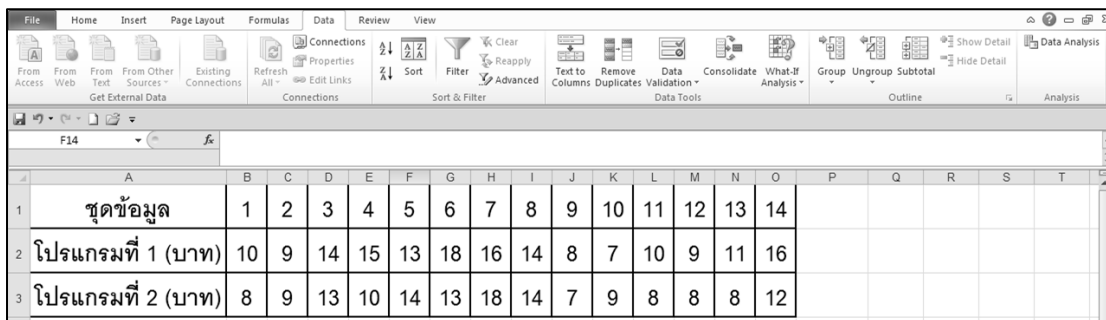 File Home Insert Page Layout Formulas Data Review View
From Access From Web From Text From Other Sources Existing Connections Refresh All Connections Properties Edit Links Sort Filter Clear Reapply Advanced Text to Columns Remove Duplicates Data Validation Consolidate What-If Analysis Group Ungroup Subtotal Show Detail Hide Detail Data Analysis
Get External Data Connections Sort & Filter Data Tools Outline Analysis
F14 fx
A B C D E F G H I J K L M N O P Q R S T
1 ชุดข้อมูล 1 2 3 4 5 6 7 8 9 10 11 12 13 14
2 โปรแกรมที่ 1 (บาท) 10 9 14 15 13 18 16 14 8 7 10 9 11 16
3 โปรแกรมที่ 2 (บาท) 8 9 13 10 14 13 18 14 7 9 8 8 8 12